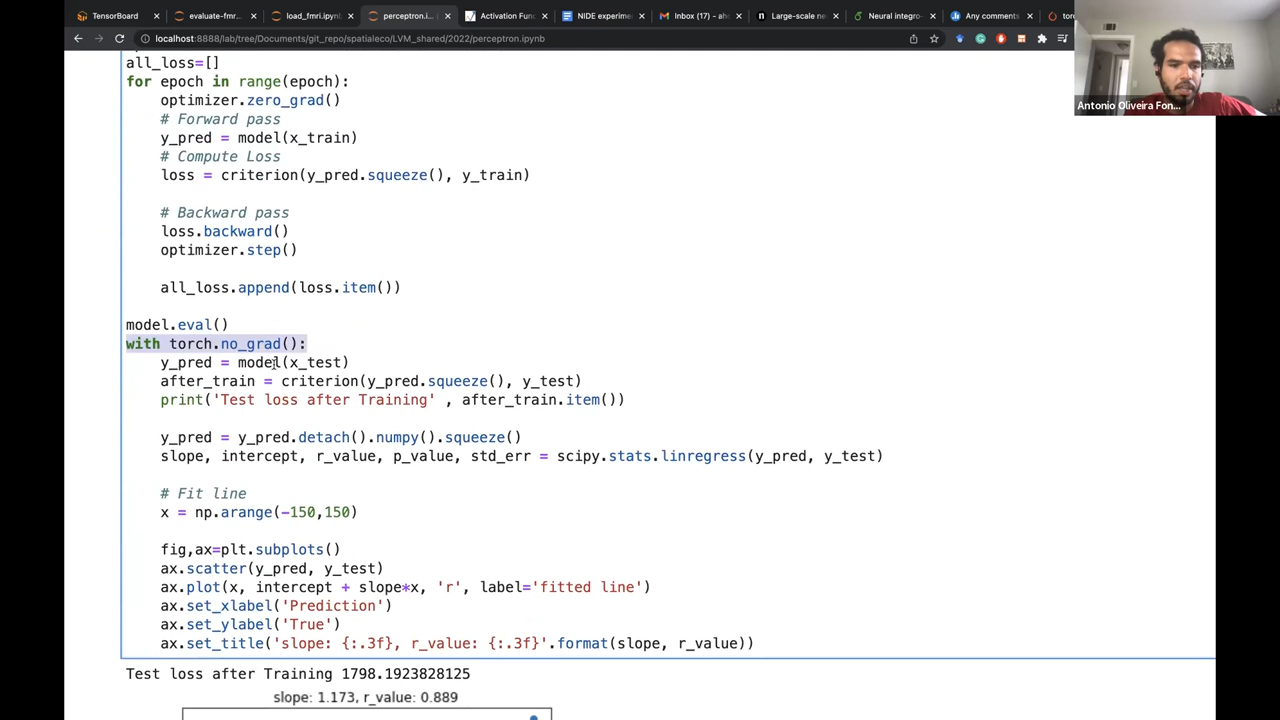 TensorBoard
evaluate-fmr...
load_fmri.ipyn
perceptron.i...
Activation Func
NIDE experime
Inbox (17) - ah
Large-scale ne
Neural integro-
Any comments
tor
localhost:8888/lab/tree/Documents/git_repo/spatialeco/LVM_shared/2022/perceptron.ipynb
Antonio Oliveira Fon...
all_loss=[]
for epoch in range(epoch):
optimizer.zero_grad()
# Forward pass
y_pred = model(x_train)
# Compute Loss
loss = criterion(y_pred.squeeze(), y_train)
# Backward pass
loss.backward()
optimizer.step()
all_loss.append(loss.item())
model.eval()
with torch.no_grad():
y_pred = model(x_test)
after_train = criterion(y_pred.squeeze(), y_test)
print('Test loss after Training' , after_train.item())
y_pred = y_pred.detach().numpy().squeeze()
slope, intercept, r_value, p_value, std_err = scipy.stats.linregress(y_pred, y_test)
# Fit line
x = np.arange(-150,150)
fig,ax=plt.subplots()
ax.scatter(y_pred, y_test)
ax.plot(x, intercept + slope*x, 'r', label='fitted line')
ax.set_xlabel('Prediction')
ax.set_ylabel('True')
ax.set_title('slope: {:.3f}, r_value: {:.3f}'.format(slope, r_value))
Test loss after Training 1798.1923828125
slope: 1.173, r_value: 0.889